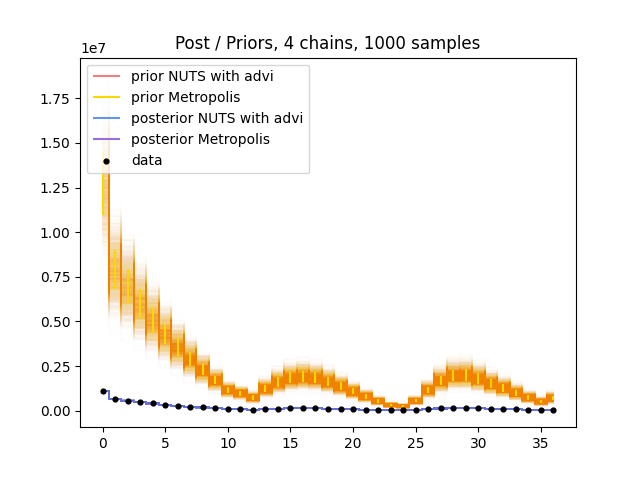 Post / Priors, 4 chains, 1000 samples
1e7
prior NUTS with advi
prior Metropolis
posterior NUTS with advi
posterior Metropolis
data
1.75
1.50
1.25
1.00
0.75
0.50
0.25
0.00
0 5 10 15 20 25 30 35